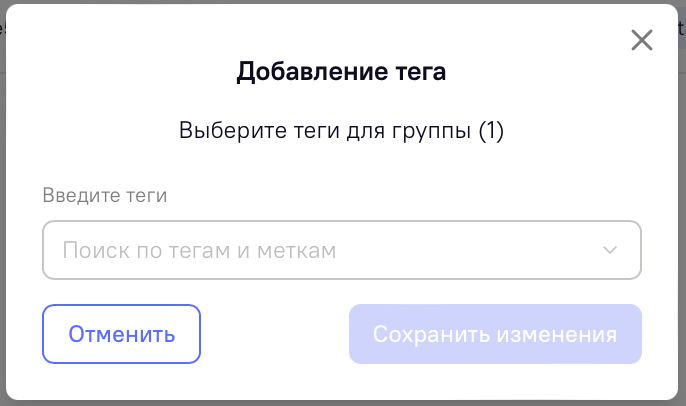 Добавление тега
Выберите теги для группы (1)
Введите теги
Поиск по тегам и меткам
Отменить
Сохранить изменения